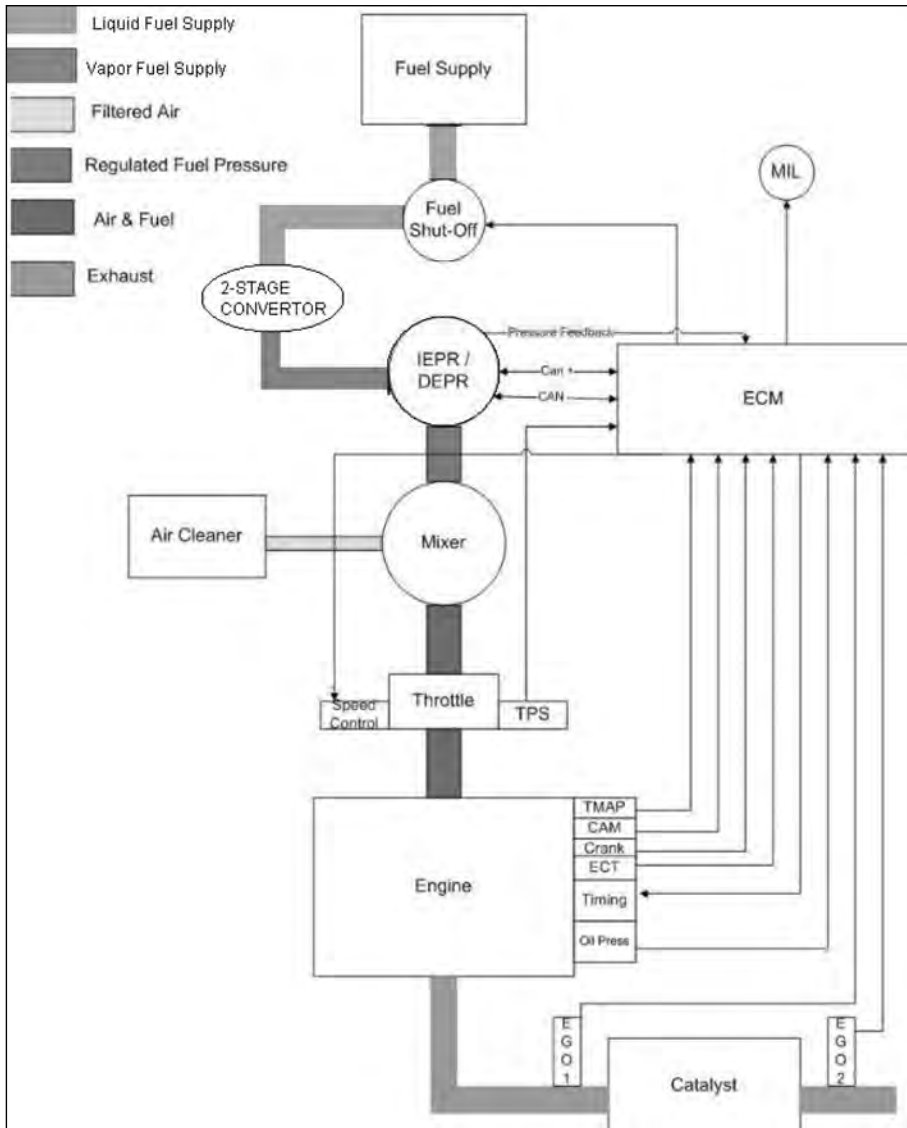 Liquid Fuel Supply
Vapor Fuel Supply
Filtered Air
Regulated Fuel Pressure
Air & Fuel
Exhaust
Fuel Supply
MIL
Fuel
Shut-Off
2-STAGE
CONVERTOR
Pressure Feedback
IEPR /
DEPR
Can +
CAN
ECM
Air Cleaner
Mixer
Speed
Control
Throttle
TPS
TMAP
CAM
Crank
ECT
Engine
Timing
Oil Press
E
G
O
1
E
G
O
2
Catalyst